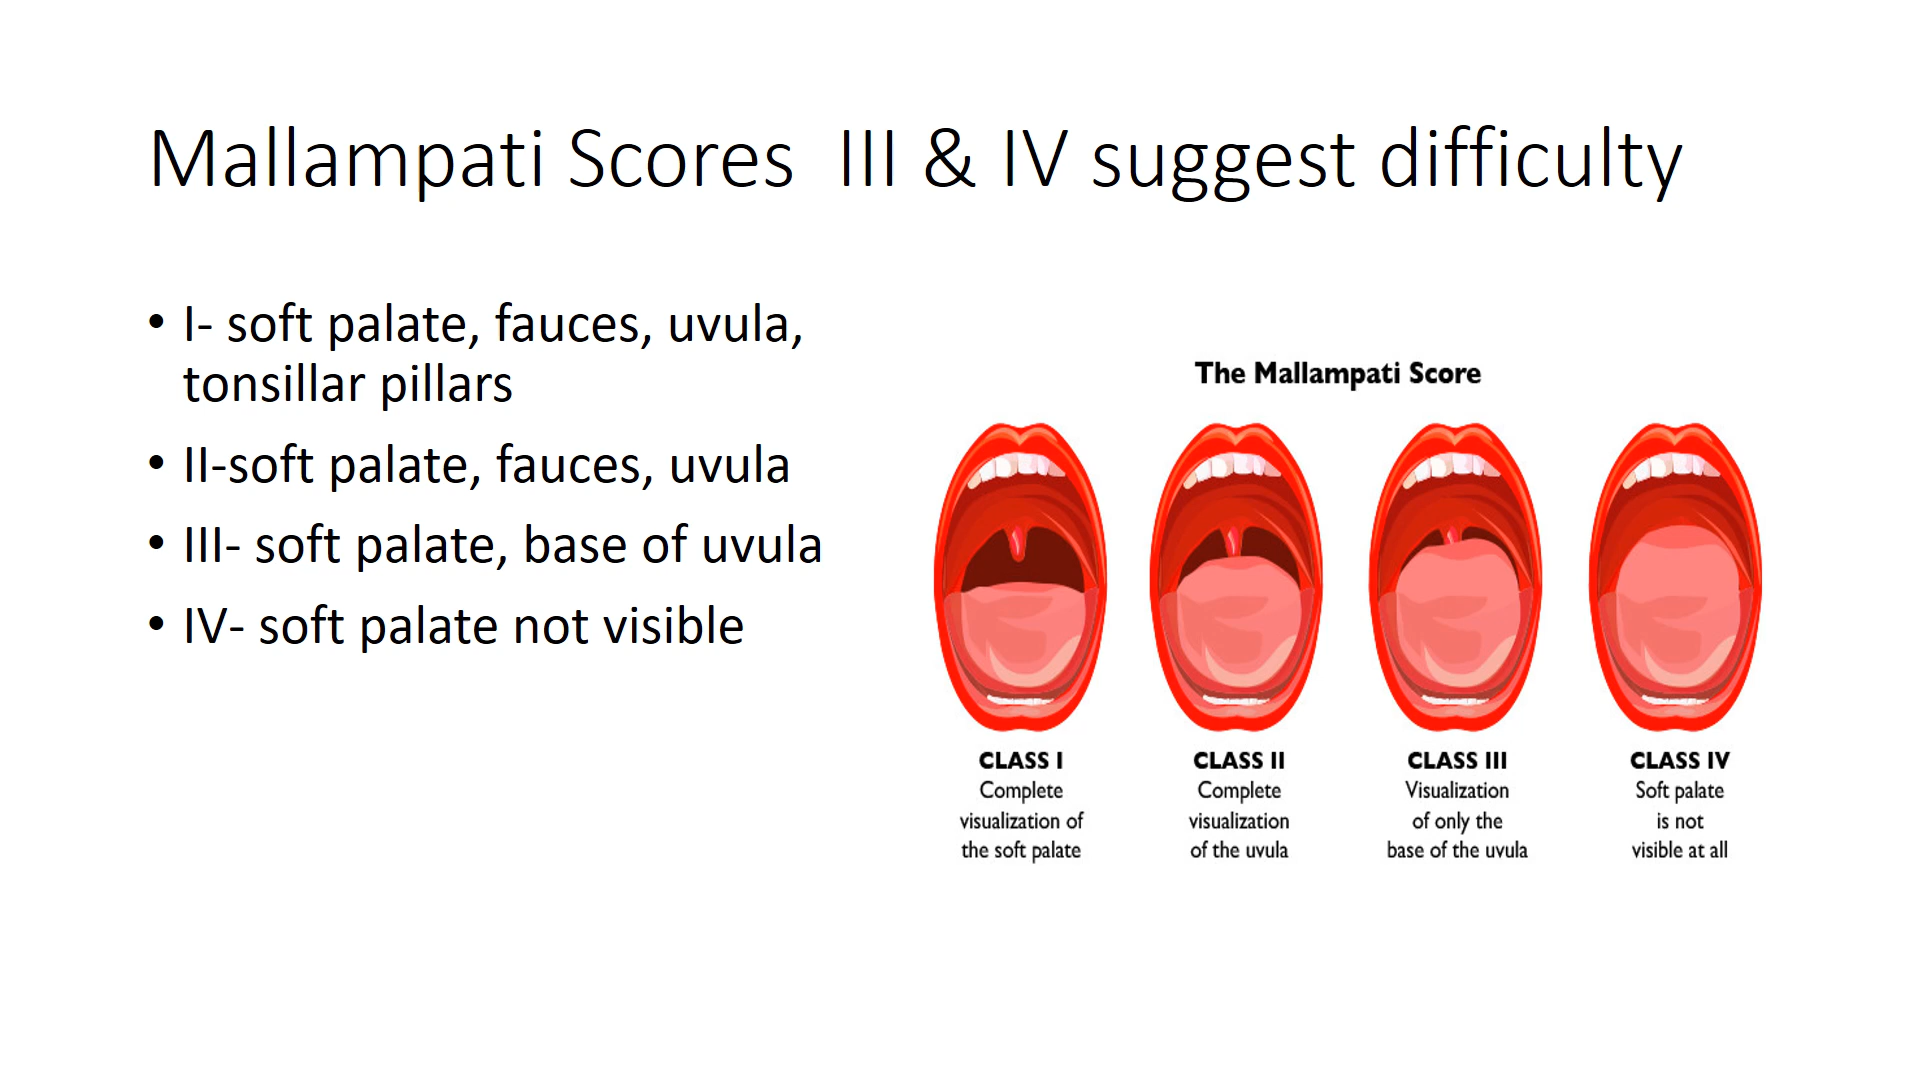 Mallampati Scores  III & IV suggest difficulty
• I- soft palate, fauces, uvula,
tonsillar pillars
• II-soft palate, fauces, uvula
• III- soft palate, base of uvula
• IV- soft palate not visible
The Mallampati Score
CLASS I
Complete
visualization of
the soft palate
CLASS II
Complete
visualization
of the uvula
CLASS III
Visualization
of only the
base of the uvula
CLASS IV
Soft palate
is not
visible at all